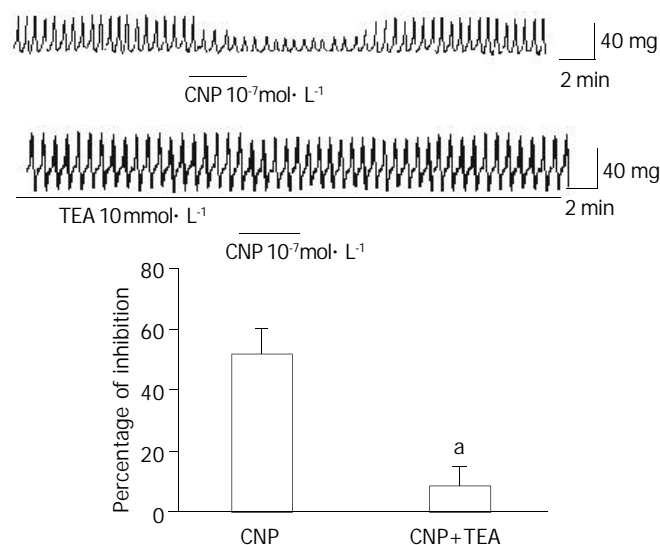 40 mg
2 min
CNP 10⁻⁷mol· L⁻¹
40 mg
2 min
TEA 10mmol· L⁻¹
CNP 10⁻⁷mol· L⁻¹
Percentage of inhibition
80
60
40
20
0
a
CNP
CNP+TEA